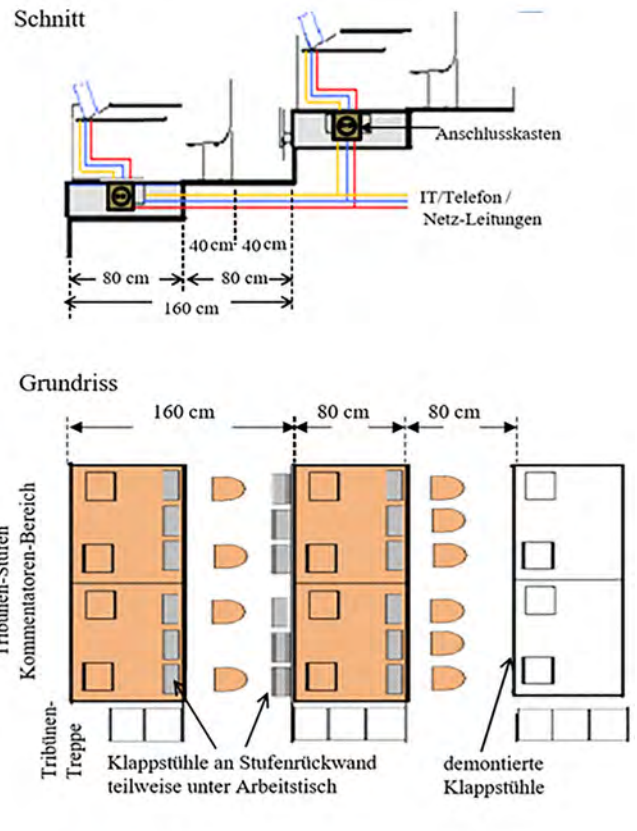 Schnitt
Anschlusskasten
IT/Telefon /
Netz-Leitungen
40 cm 40 cm
80 cm 80 cm
160 cm
Grundriss
160 cm 80 cm 80 cm
Tribünen-Stufen
Kommentatoren-Bereich
Tribünen-
Treppe
Klappstühle an Stufenrückwand
teilweise unter Arbeitstisch
demontierte
Klappstühle